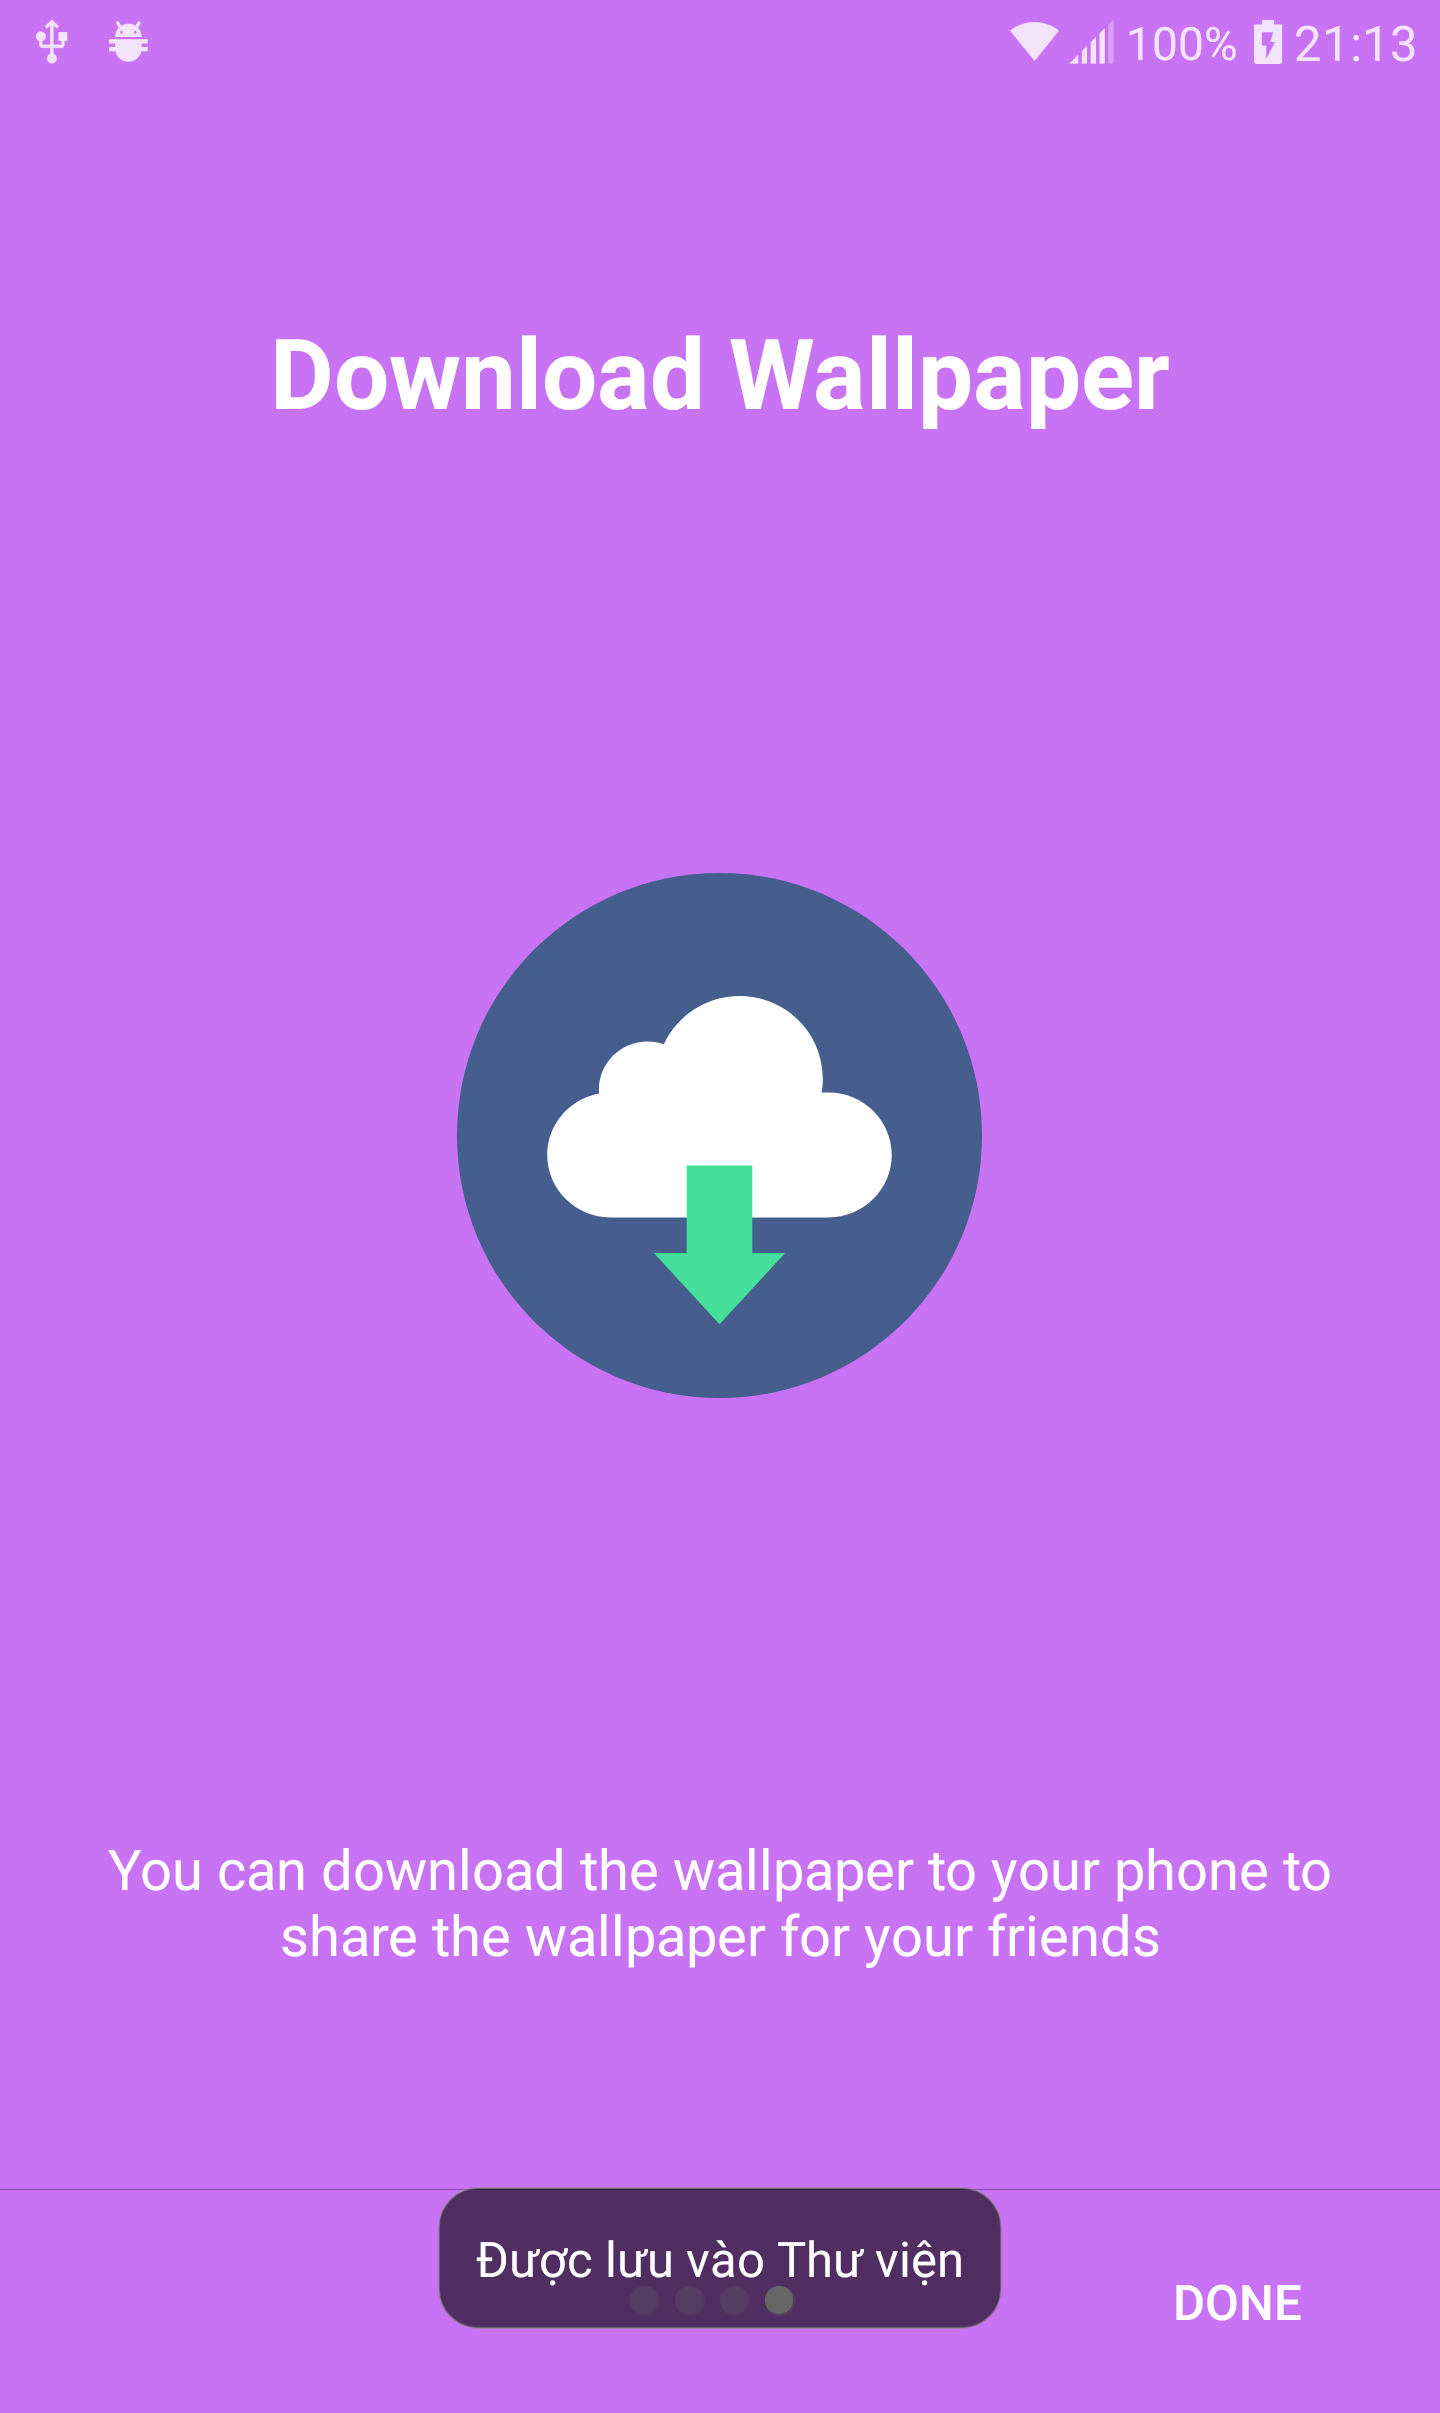 100% 21:13
Download Wallpaper
You can download the wallpaper to your phone to
share the wallpaper for your friends
Được lưu vào Thư viện
DONE